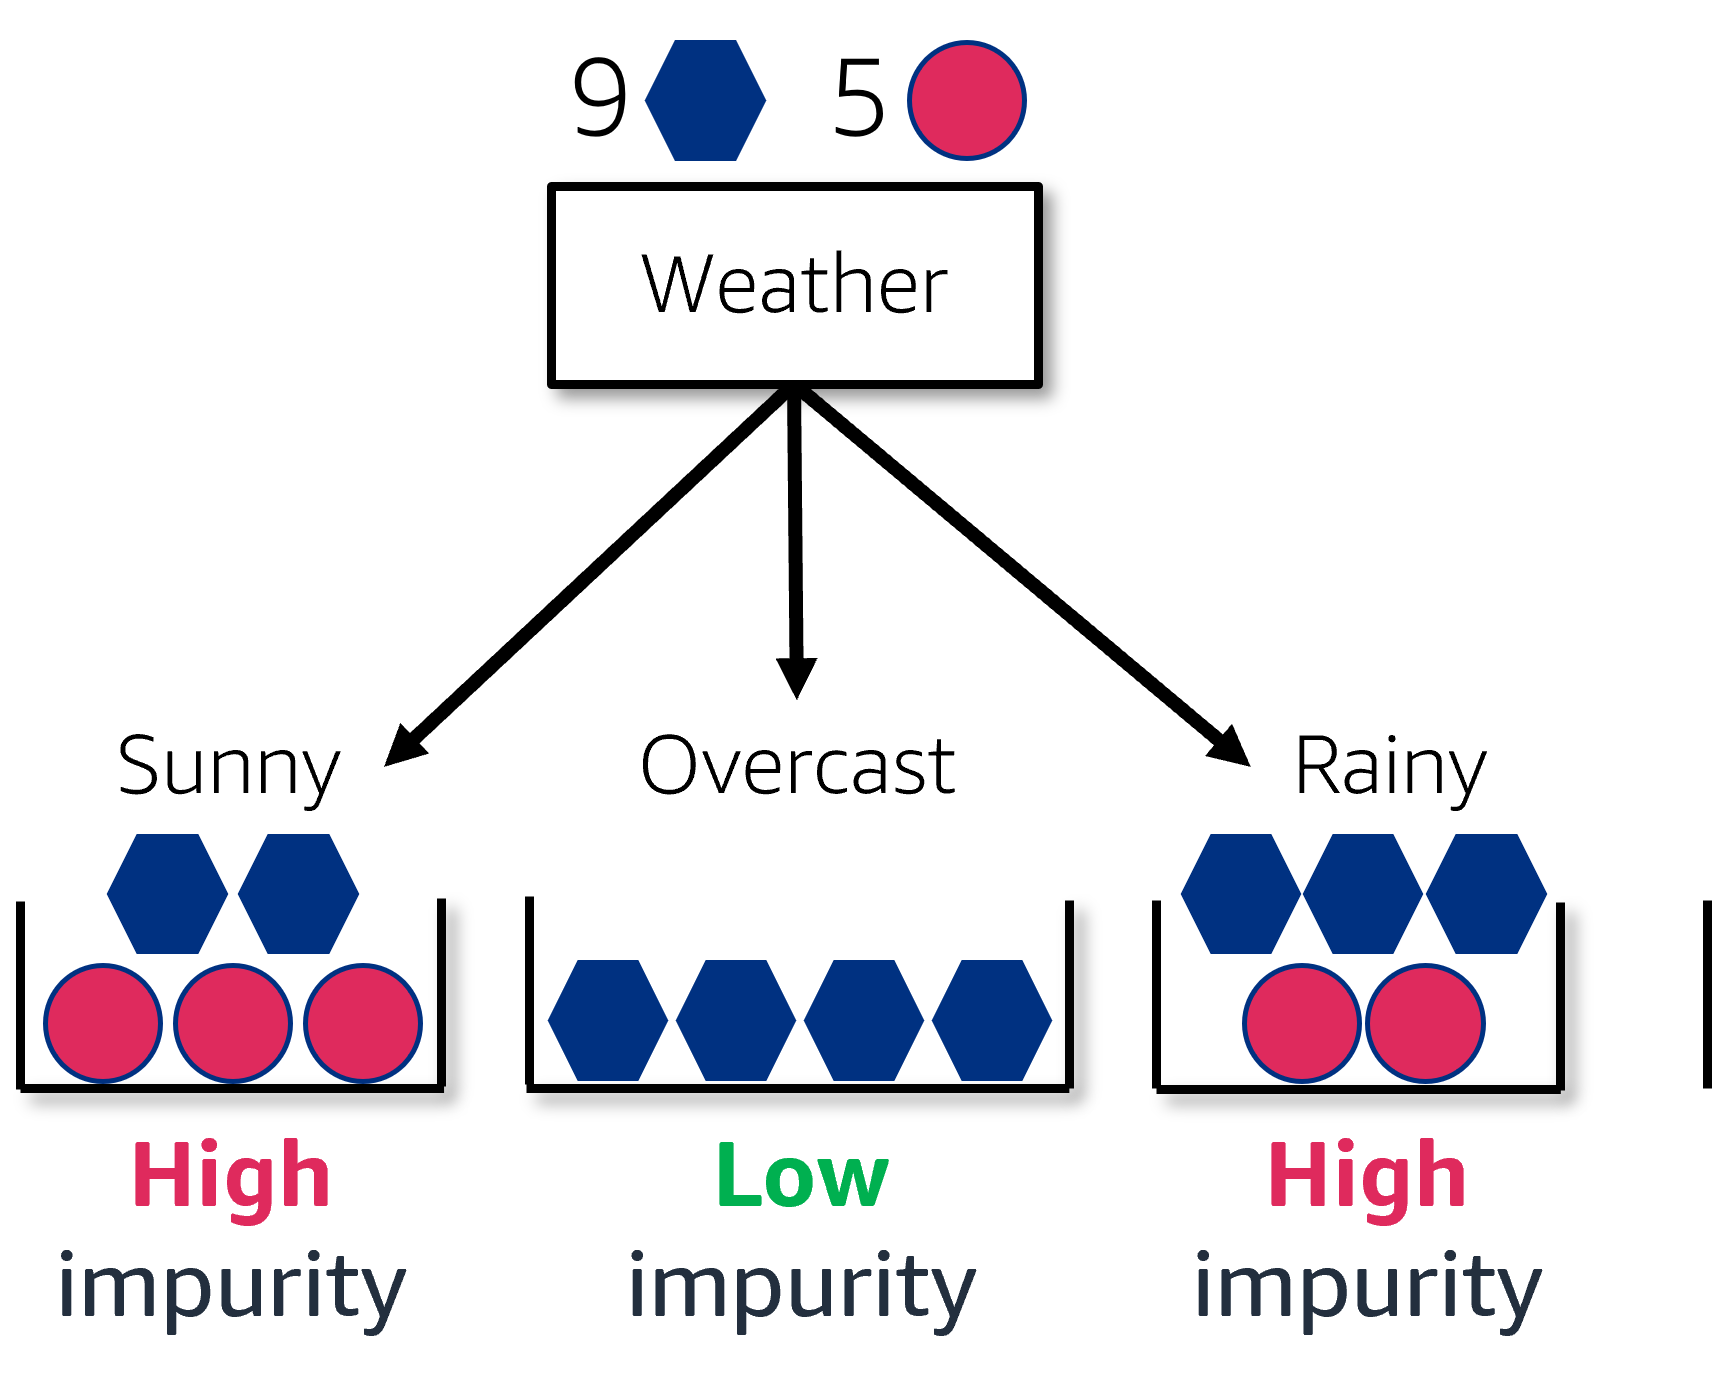 9 5
Weather
Sunny Overcast Rainy
High Low High
impurity impurity impurity